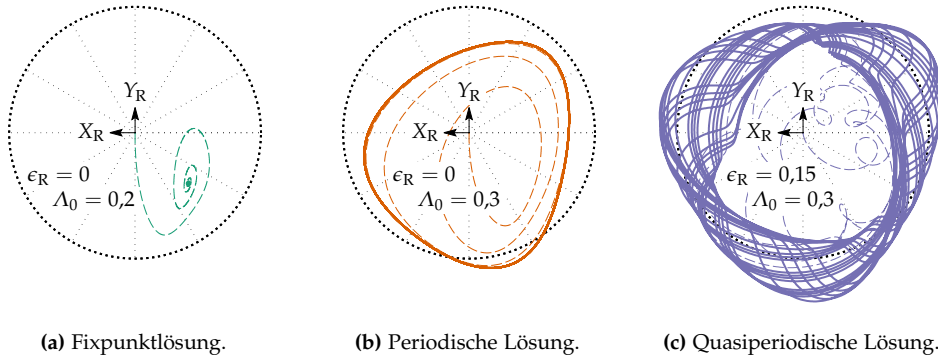 Y_R
X_R
ϵ_R = 0
Λ_0 = 0,2
(a) Fixpunktlösung.
Y_R
X_R
ϵ_R = 0
Λ_0 = 0,3
(b) Periodische Lösung.
Y_R
X_R
ϵ_R = 0,15
Λ_0 = 0,3
(c) Quasiperiodische Lösung.